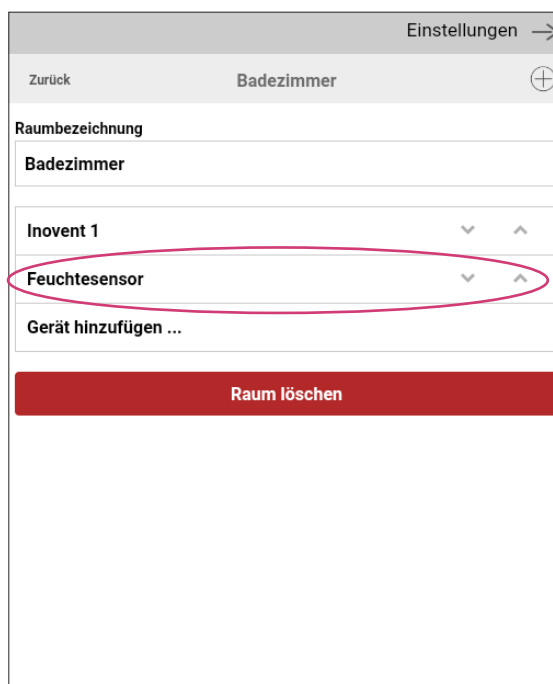 Einstellungen
Zurück Badezimmer
Raumbezeichnung
Badezimmer
Inovent 1
Feuchtesensor
Gerät hinzufügen ...
Raum löschen